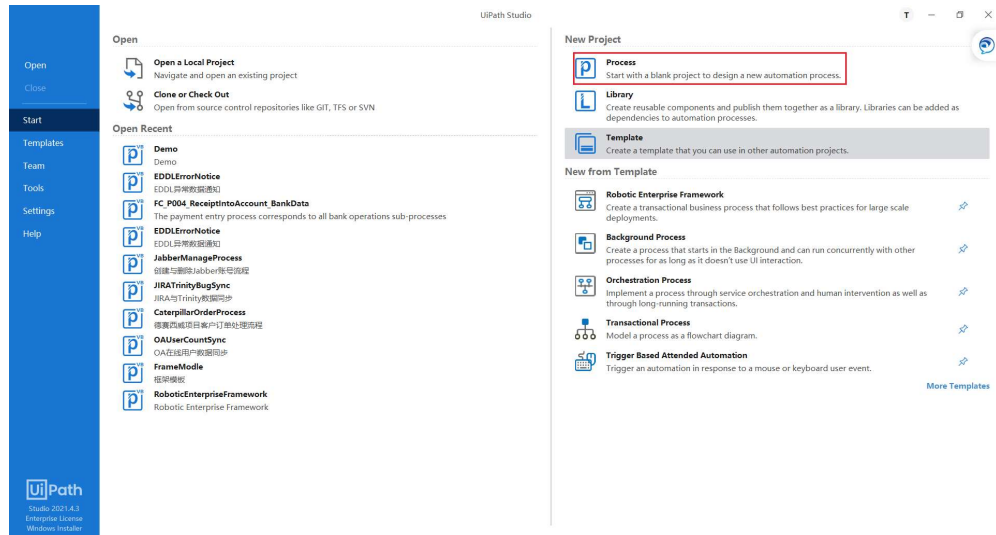 UiPath Studio
T
Open
Close
Start
Templates
Team
Tools
Settings
Help
UiPath
Studio 2021.4.3
Enterprise License
Windows Installer
Open
Open a Local Project
Navigate and open an existing project
Clone or Check Out
Open from source control repositories like GIT, TFS or SVN
Open Recent
Demo
Demo
EDDLErrorNotice
EDDL异常数据通知
FC_P004_ReceiptIntoAccount_BankData
The payment entry process corresponds to all bank operations sub-processes
EDDLErrorNotice
EDDL异常数据通知
JabberManageProcess
创建与删除Jabber账号流程
JIRATrinityBugSync
JIRA与Trinity数据同步
CaterpillarOrderProcess
德赛西威项目客户订单处理流程
OAUserCountSync
OA在线用户数据同步
FrameModle
框架模板
RoboticEnterpriseFramework
Robotic Enterprise Framework
New Project
Process
Start with a blank project to design a new automation process.
Library
Create reusable components and publish them together as a library. Libraries can be added as
dependencies to automation processes.
Template
Create a template that you can use in other automation projects.
New from Template
Robotic Enterprise Framework
Create a transactional business process that follows best practices for large scale
deployments.
Background Process
Create a process that starts in the Background and can run concurrently with other
processes for as long as it doesn't use UI interaction.
Orchestration Process
Implement a process through service orchestration and human intervention as well as
through long-running transactions.
Transactional Process
Model a process as a flowchart diagram.
Trigger Based Attended Automation
Trigger an automation in response to a mouse or keyboard user event.
More Templates